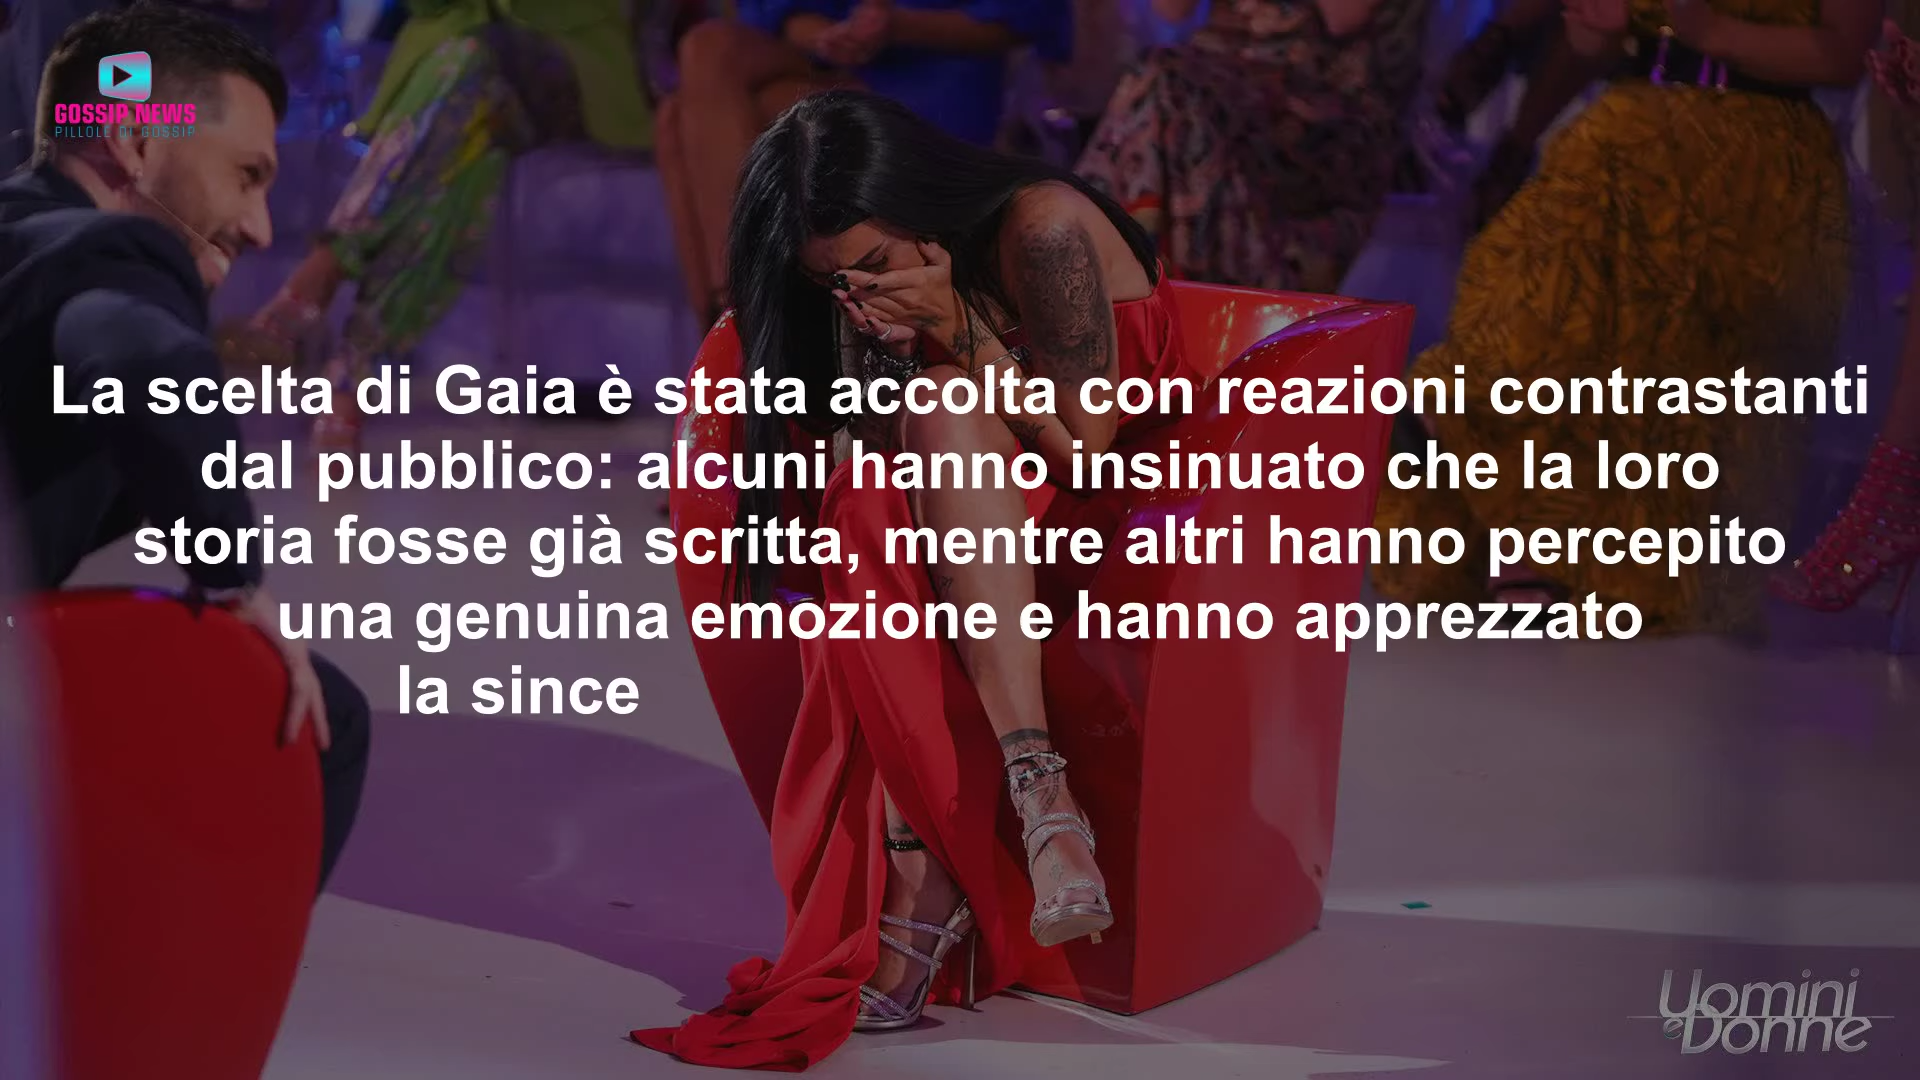 GOSSIP NEWS
PILLOLE DI GOSSIP
La scelta di Gaia è stata accolta con reazioni contrastanti
dal pubblico: alcuni hanno insinuato che la loro
storia fosse già scritta, mentre altri hanno percepito
una genuina emozione e hanno apprezzato
la since
Uomini
e Donne